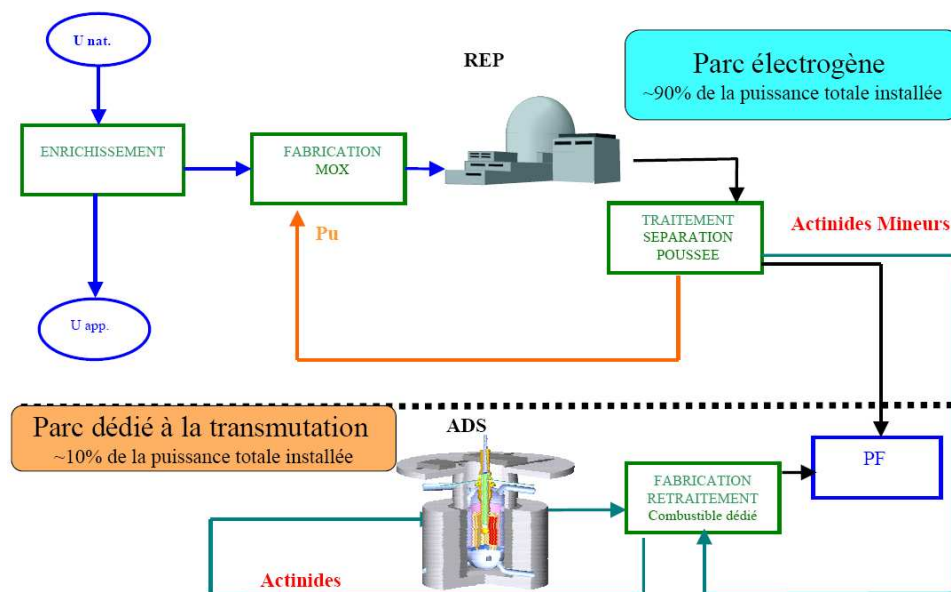 U nat.
REP
Parc électrogène
~90% de la puissance totale installée
ENRICHISSEMENT
FABRICATION
MOX
TRAITEMENT
SEPARATION
POUSSEE
Actinides Mineurs
Pu
U app.
Parc dédié à la transmutation
~10% de la puissance totale installée
ADS
FABRICATION
RETRAITEMENT
Combustible dédié
PF
Actinides